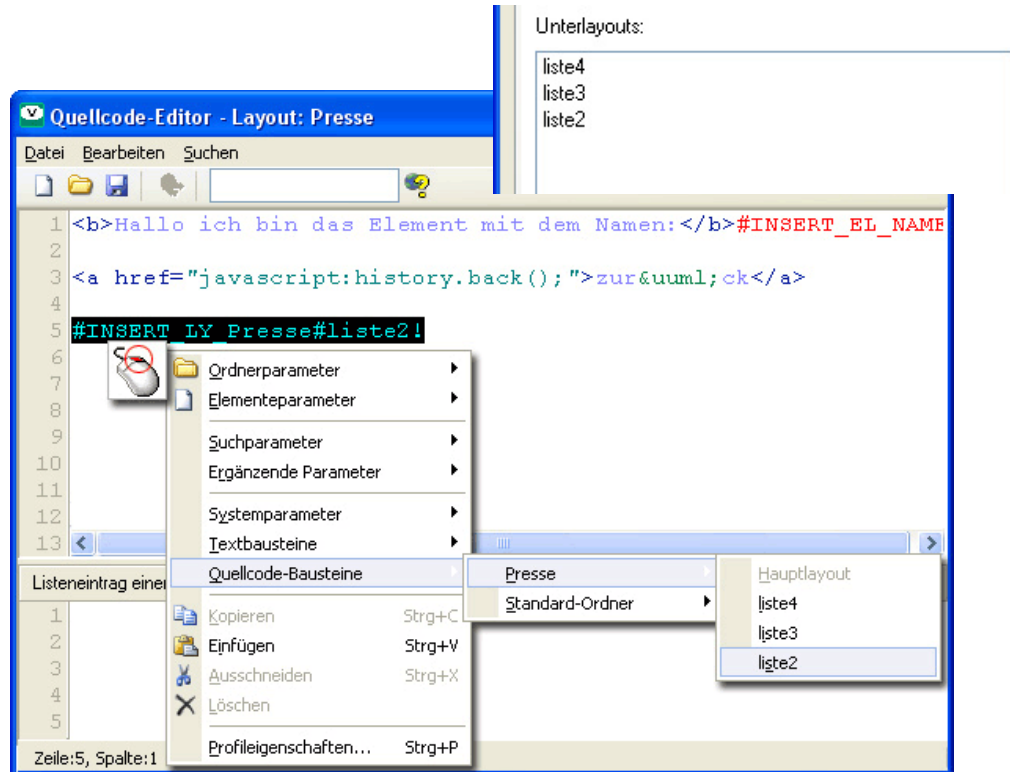 Unterlayouts:
liste4
liste3
liste2
Quellcode-Editor - Layout: Presse
Datei Bearbeiten Suchen
1 <b>Hallo ich bin das Element mit dem Namen:</b>#INSERT_EL_NAME
2
3 <a href="javascript:history.back();">zur&uuml;ck</a>
4
5 #INSERT_LY_Presse#liste2!
6
7
8
9
10
11
12
13
Ordnerparameter
Elementeparameter
Suchparameter
Ergänzende Parameter
Systemparameter
Textbausteine
Quellcode-Bausteine
Kopieren Strg+C
Einfügen Strg+V
Ausschneiden Strg+X
Löschen
Profileigenschaften... Strg+P
Presse
Standard-Ordner
Hauptlayout
liste4
liste3
liste2
Listeneintrag einer
1
2
3
4
5
Zeile:5, Spalte:1